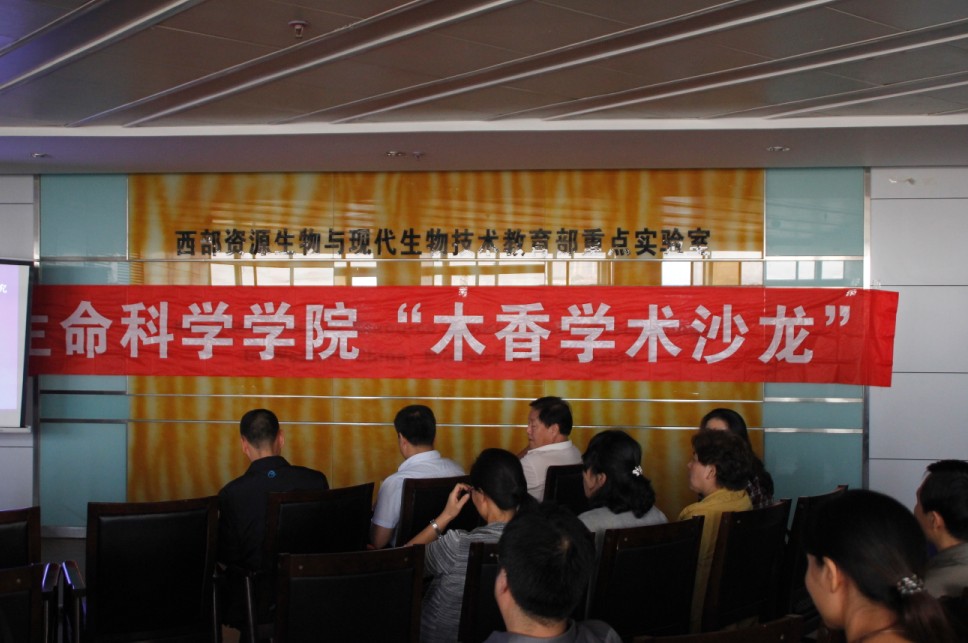 西部资源生物与现代生物技术教育部重点实验室
生命科学学院“木香学术沙龙”
究